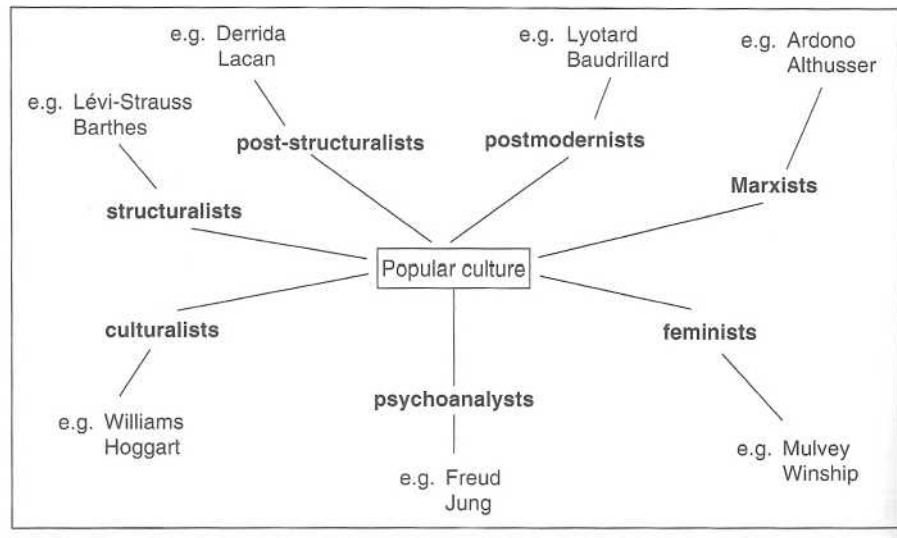 e.g. Derrida
Lacan
e.g. Lyotard
Baudrillard
e.g. Ardono
Althusser
e.g. Lévi-Strauss
Barthes
post-structuralists
postmodernists
Marxists
structuralists
Popular culture
culturalists
feminists
psychoanalysts
e.g. Williams
Hoggart
e.g. Freud
Jung
e.g. Mulvey
Winship